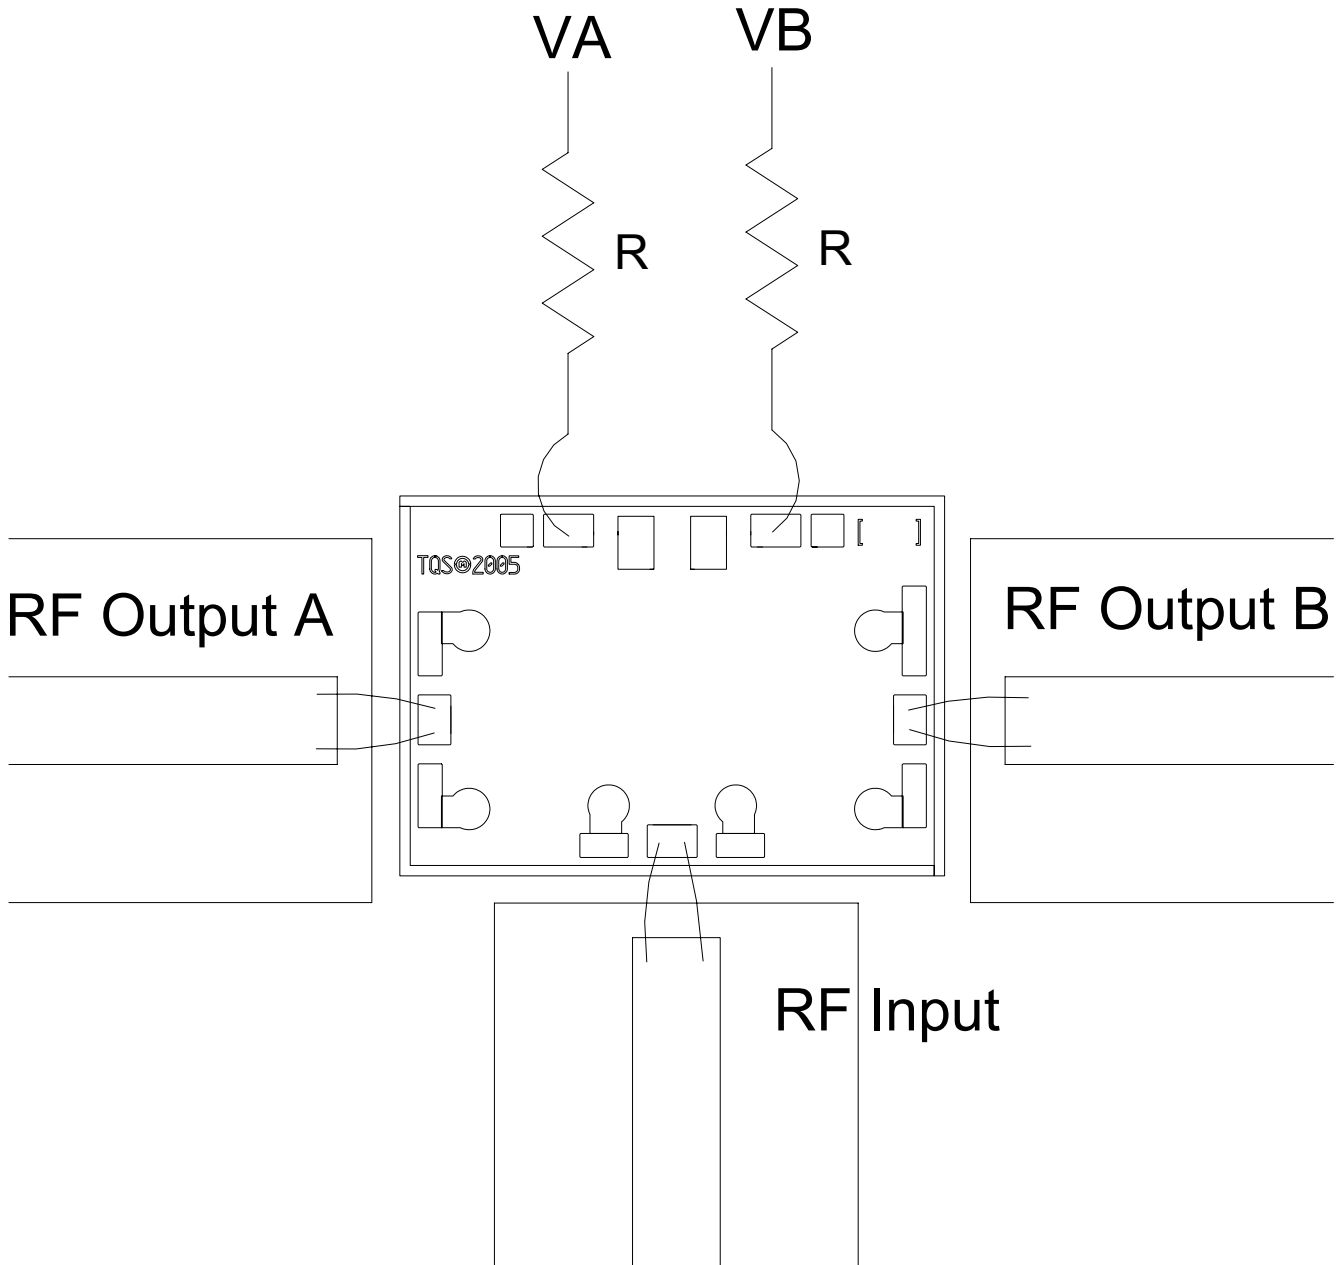 VA
VB
R
R
TQS®2005
[ ]
RF Output A
RF Output B
RF Input